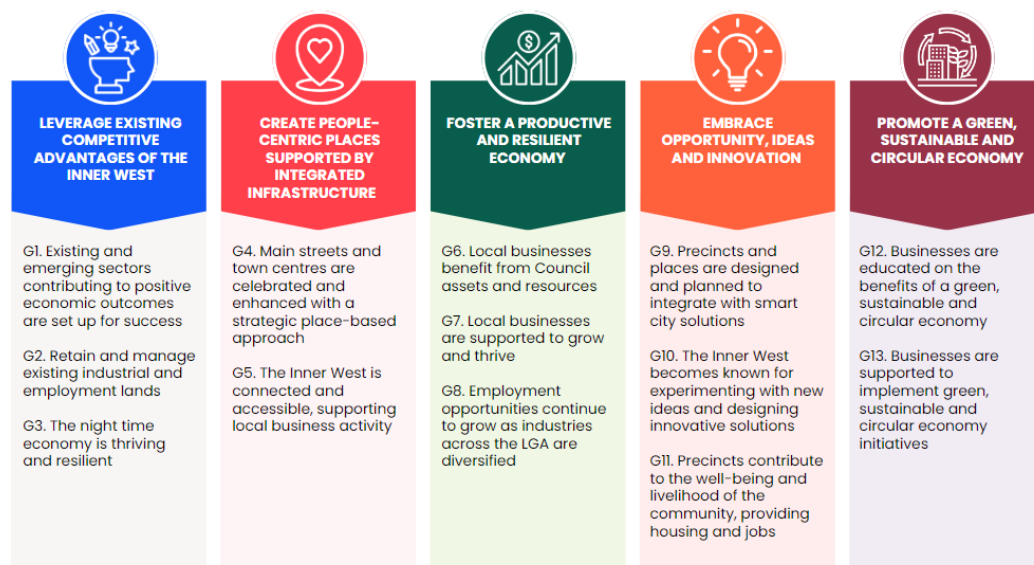 LEVERAGE EXISTING
COMPETITIVE
ADVANTAGES OF THE
INNER WEST
G1. Existing and
emerging sectors
contributing to positive
economic outcomes
are set up for success
G2. Retain and manage
existing industrial and
employment lands
G3. The night time
economy is thriving
and resilient
CREATE PEOPLE-
CENTRIC PLACES
SUPPORTED BY
INTEGRATED
INFRASTRUCTURE
G4. Main streets and
town centres are
celebrated and
enhanced with a
strategic place-based
approach
G5. The Inner West is
connected and
accessible, supporting
local business activity
$
FOSTER A PRODUCTIVE
AND RESILIENT
ECONOMY
G6. Local businesses
benefit from Council
assets and resources
G7. Local businesses
are supported to grow
and thrive
G8. Employment
opportunities continue
to grow as industries
across the LGA are
diversified
EMBRACE
OPPORTUNITY, IDEAS
AND INNOVATION
G9. Precincts and
places are designed
and planned to
integrate with smart
city solutions
G10. The Inner West
becomes known for
experimenting with new
ideas and designing
innovative solutions
G11. Precincts contribute
to the well-being and
livelihood of the
community, providing
housing and jobs
PROMOTE A GREEN,
SUSTAINABLE AND
CIRCULAR ECONOMY
G12. Businesses are
educated on the
benefits of a green,
sustainable and
circular economy
G13. Businesses are
supported to
implement green,
sustainable and
circular economy
initiatives